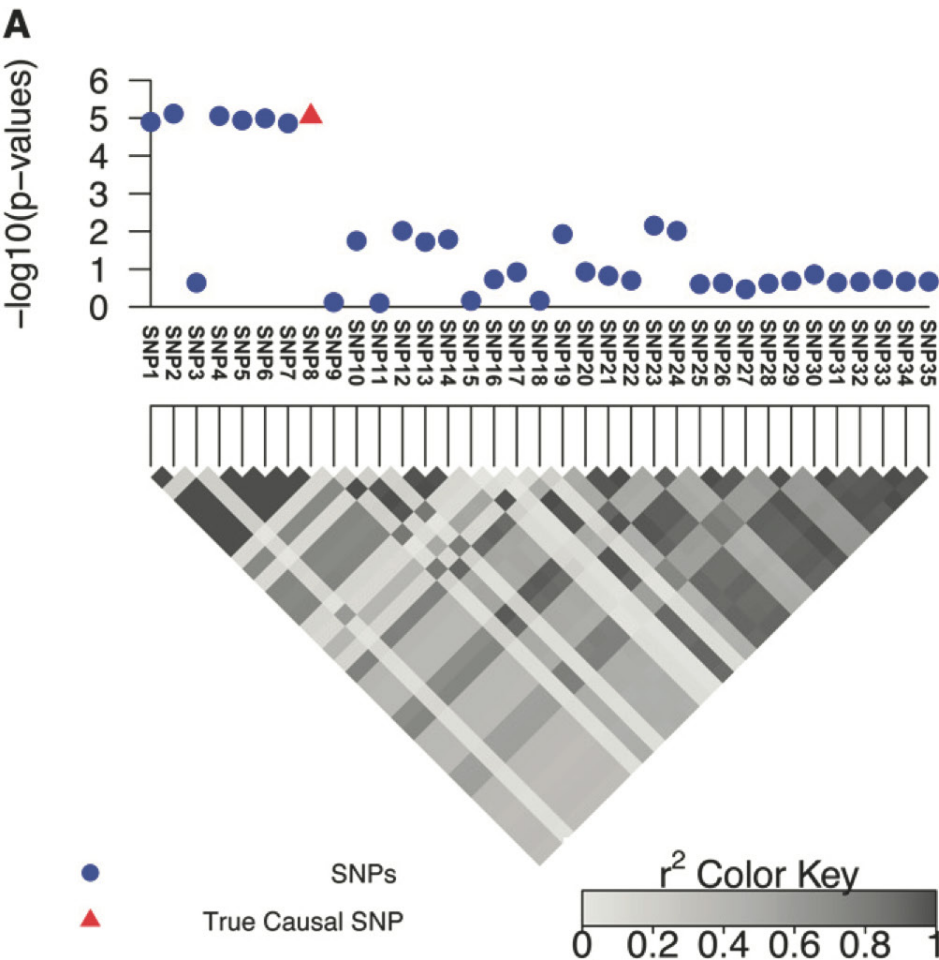 A
-log10(p-values)
6
5
4
3
2
1
0
SNP1 SNP2 SNP3 SNP4 SNP5 SNP6 SNP7 SNP8 SNP9 SNP10 SNP11 SNP12 SNP13 SNP14 SNP15 SNP16 SNP17 SNP18 SNP19 SNP20 SNP21 SNP22 SNP23 SNP24 SNP25 SNP26 SNP27 SNP28 SNP29 SNP30 SNP31 SNP32 SNP33 SNP34 SNP35
SNPs
True Causal SNP
r² Color Key
0 0.2 0.4 0.6 0.8 1